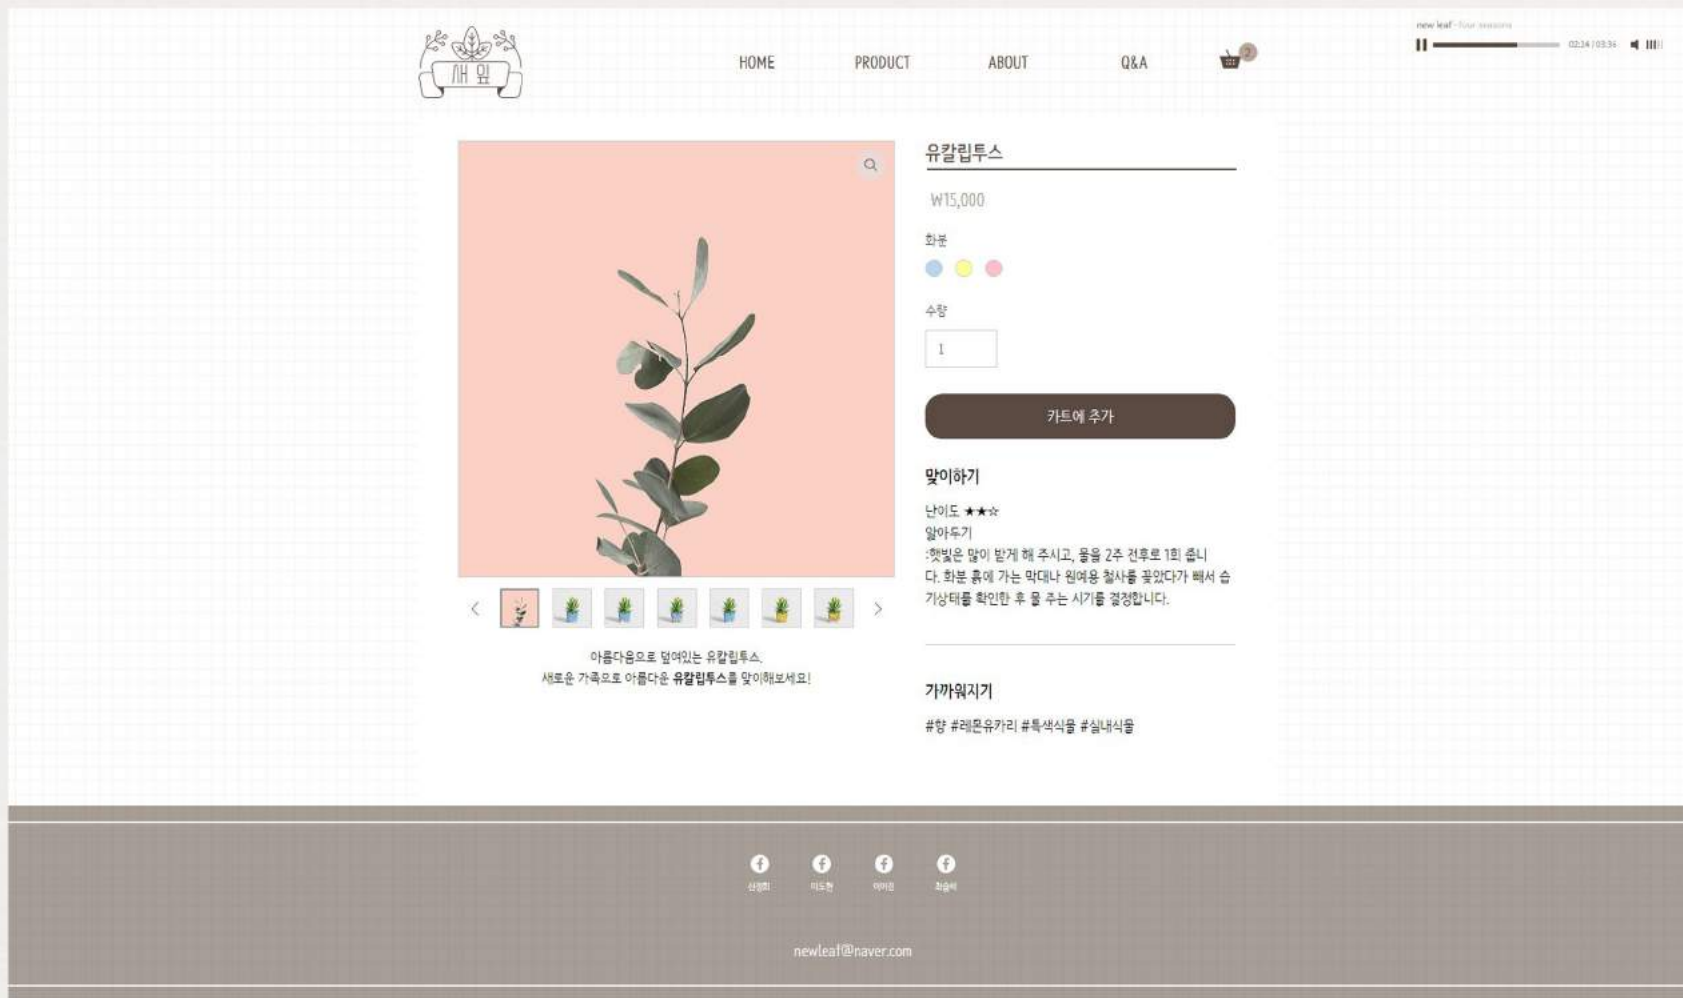 새 잎
HOME
PRODUCT
ABOUT
Q&A
2
new leaf - four seasons
02:24 / 03:36
유칼립투스
₩15,000
화분
수량
1
카트에 추가
맞이하기
난이도 ★★☆
알아두기
:햇빛은 많이 받게 해 주시고, 물을 2주 전후로 1회 줍니
다. 화분 흙에 가는 막대나 원예용 철사를 꽂았다가 빼서 습
기상태를 확인한 후 물 주는 시기를 결정합니다.
아름다움으로 덮여있는 유칼립투스.
새로운 가족으로 아름다운 유칼립투스를 맞이해보세요!
가까워지기
#향 #레몬유카리 #특색식물 #실내식물
newleaf@naver.com